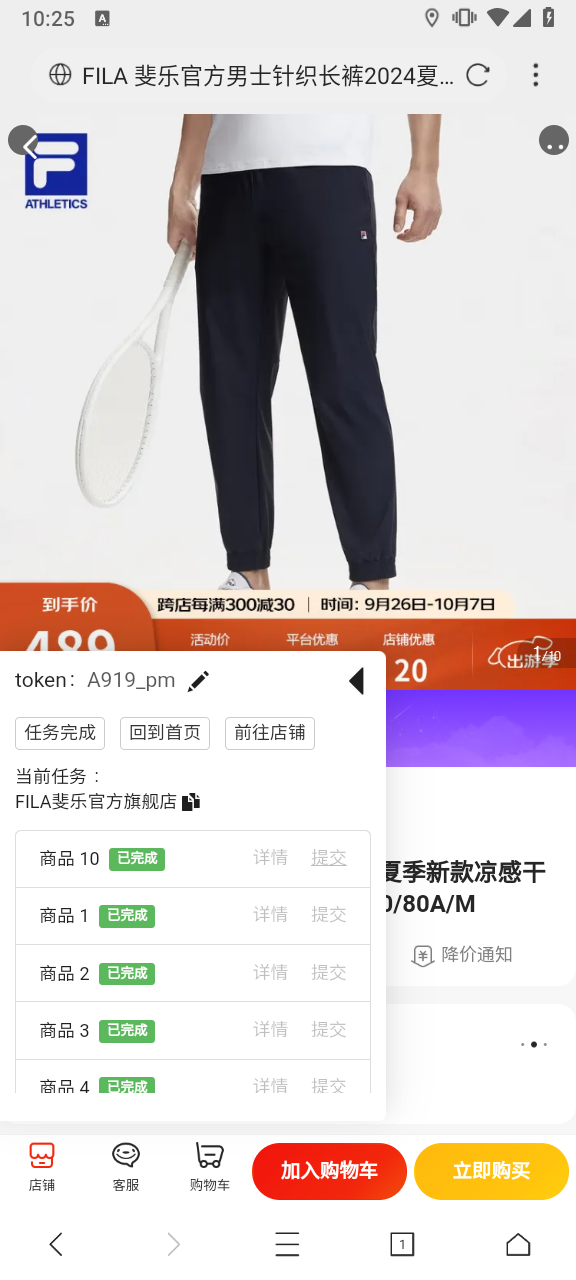 10:25
A
FILA 斐乐官方男士针织长裤2024夏...
F
ATHLETICS
到手价
跨店每满300减30 | 时间: 9月26日-10月7日
489
活动价 平台优惠 店铺优惠
20
出游季
1/10
token: A919_pm
任务完成 回到首页 前往店铺
当前任务：
FILA斐乐官方旗舰店
商品 10 已完成 详情 提交
夏季新款凉感干
0/80A/M
商品 1 已完成 详情 提交
降价通知
商品 2 已完成 详情 提交
商品 3 已完成 详情 提交
商品 4 已完成 详情 提交
店铺 客服 购物车 加入购物车 立即购买
1